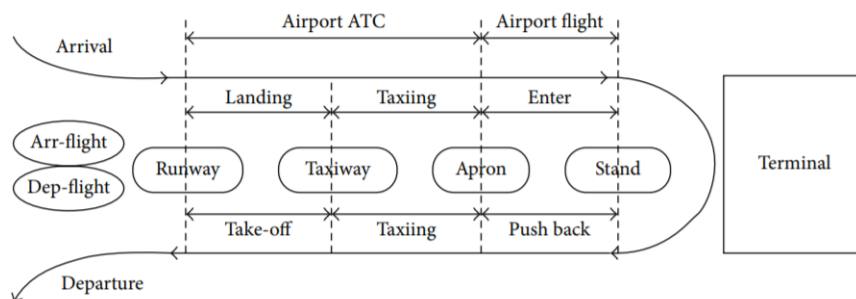 Airport ATC
Airport flight
Arrival
Landing
Taxiing
Enter
Arr-flight
Dep-flight
Runway
Taxiway
Apron
Stand
Terminal
Take-off
Taxiing
Push back
Departure